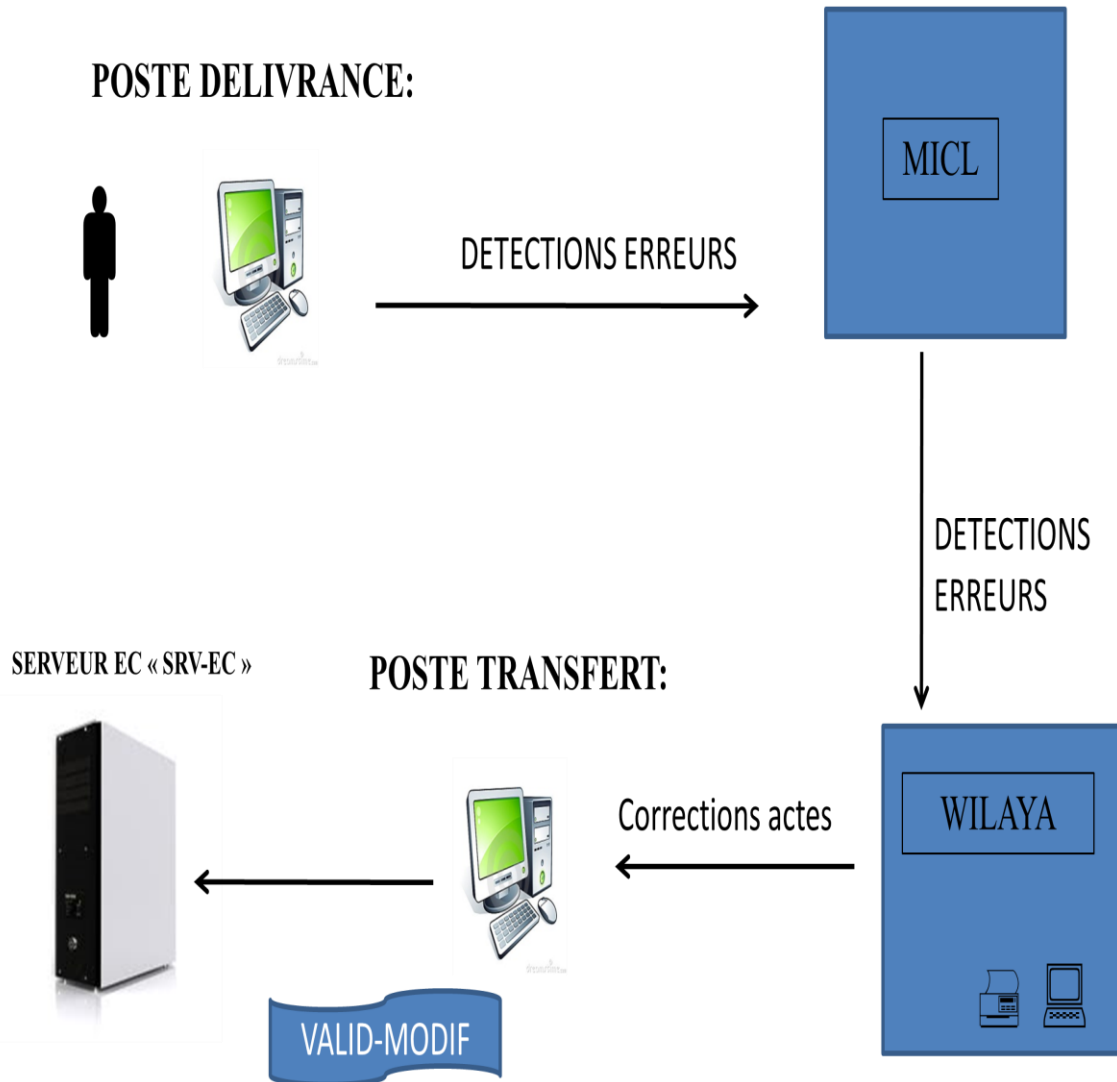 POSTE DELIVRANCE:
MICL
DETECTIONS ERREURS
DETECTIONS
ERREURS
SERVEUR EC « SRV-EC »
POSTE TRANSFERT:
Corrections actes
WILAYA
VALID-MODIF